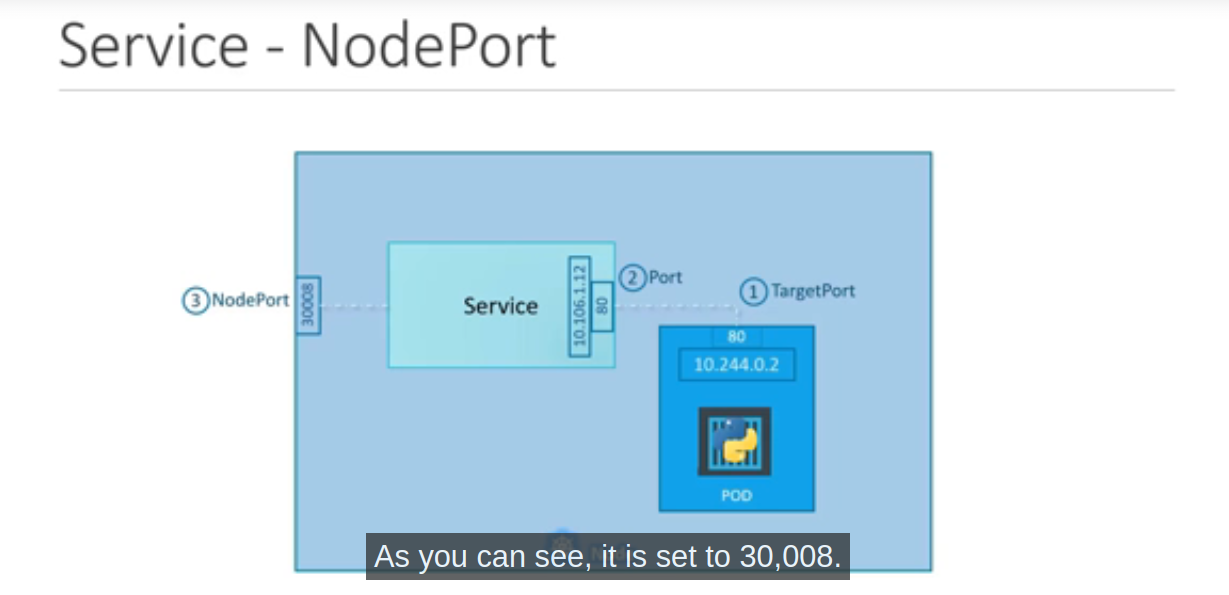 Service - NodePort
3 NodePort
30008
Service
10.106.1.12
80
2 Port
1 TargetPort
80
10.244.0.2
POD
As you can see, it is set to 30,008.